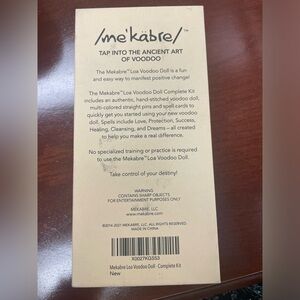 /me'kābre/™
TAP INTO THE ANCIENT ART
OF VOODOO
The Mekabre™ Loa Voodoo Doll is a fun
and easy way to manifest positive change!
The Mekabre™ Loa Voodoo Doll Complete Kit
includes an authentic, hand-stitched voodoo doll,
multi-colored straight pins and spell cards to
quickly get you started using your new voodoo
doll. Spells include Love, Protection, Success,
Healing, Cleansing, and Dreams – all created
to help you make a real difference.
No specialized training or practice is required
to use the Mekabre™ Loa Voodoo Doll.
Take control of your destiny!
WARNING
CONTAINS SHARP OBJECTS
FOR ENTERTAINMENT PURPOSES ONLY
MEKABRE, LLC
www.mekabre.com
©2014-2021 MEKABRE, LLC. ALL RIGHTS RESERVED.
MADE IN CHINA
Mekabre Loa Voodoo Doll - Complete Kit
New